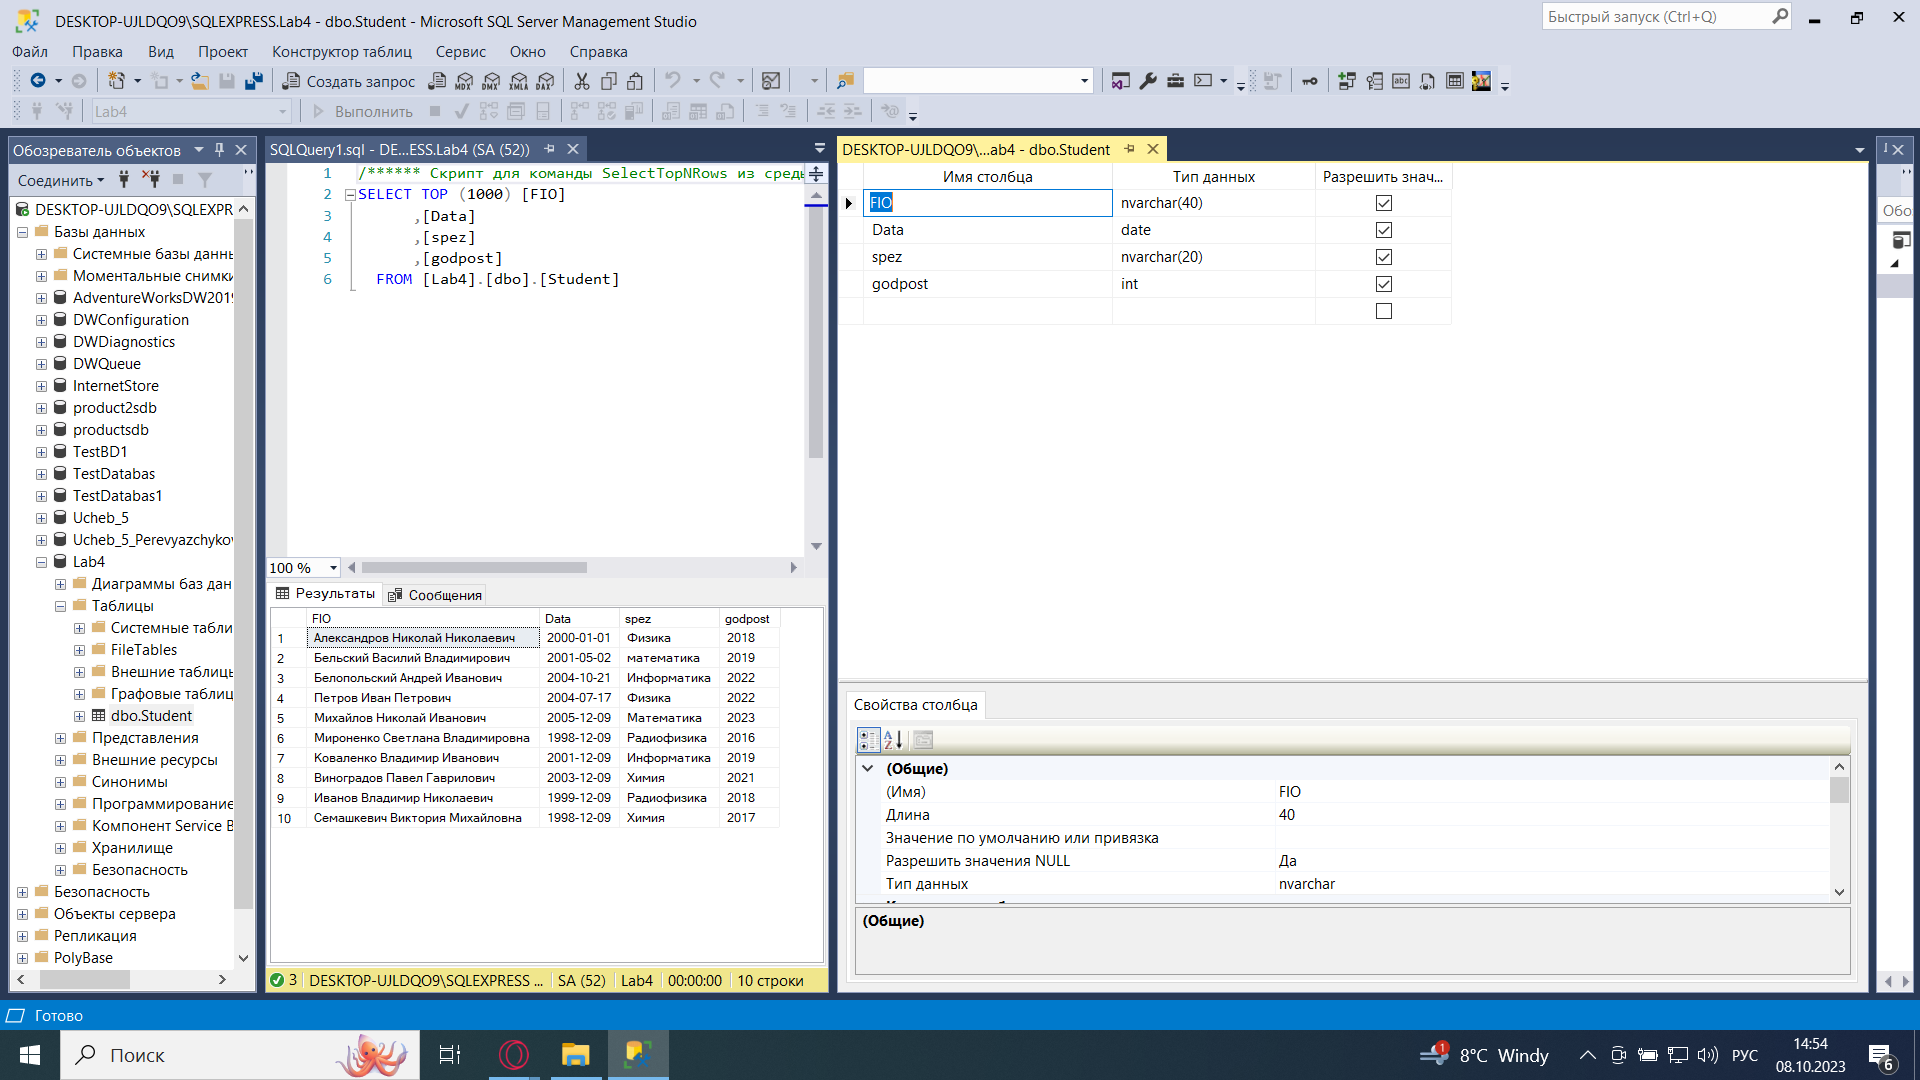 DESKTOP-UJLDQO9\SQLEXPRESS.Lab4 - dbo.Student - Microsoft SQL Server Management Studio
Быстрый запуск (Ctrl+Q)
Файл Правка Вид Проект Конструктор таблиц Сервис Окно Справка
Создать запрос MDX DMX XMLA DAX
Lab4 Выполнить
Обозреватель объектов
Соединить
DESKTOP-UJLDQO9\SQLEXPR
Базы данных
Системные базы данн
Моментальные снимки
AdventureWorksDW2019
DWConfiguration
DWDiagnostics
DWQueue
InternetStore
product2sdb
productsdb
TestBD1
TestDatabas
TestDatabas1
Ucheb_5
Ucheb_5_Perevyazchykov
Lab4
Диаграммы баз дан
Таблицы
Системные табли
FileTables
Внешние таблицы
Графовые таблиц
dbo.Student
Представления
Внешние ресурсы
Синонимы
Программирование
Компонент Service B
Хранилище
Безопасность
Безопасность
Объекты сервера
Репликация
PolyBase
SQLQuery1.sql - DE...ESS.Lab4 (SA (52))
1 /****** Скрипт для команды SelectTopNRows из среды
2 SELECT TOP (1000) [FIO]
3 ,[Data]
4 ,[spez]
5 ,[godpost]
6 FROM [Lab4].[dbo].[Student]
100 %
Результаты Сообщения
FIO Data spez godpost
1 Александров Николай Николаевич 2000-01-01 Физика 2018
2 Бельский Василий Владимирович 2001-05-02 математика 2019
3 Белопольский Андрей Иванович 2004-10-21 Информатика 2022
4 Петров Иван Петрович 2004-07-17 Физика 2022
5 Михайлов Николай Иванович 2005-12-09 Математика 2023
6 Мироненко Светлана Владимировна 1998-12-09 Радиофизика 2016
7 Коваленко Владимир Иванович 2001-12-09 Информатика 2019
8 Виноградов Павел Гаврилович 2003-12-09 Химия 2021
9 Иванов Владимир Николаевич 1999-12-09 Радиофизика 2018
10 Семашкевич Виктория Михайловна 1998-12-09 Химия 2017
3 DESKTOP-UJLDQO9\SQLEXPRESS ... SA (52) Lab4 00:00:00 10 строки
DESKTOP-UJLDQO9\...ab4 - dbo.Student
Имя столбца Тип данных Разрешить знач...
FIO nvarchar(40)
Data date
spez nvarchar(20)
godpost int
Свойства столбца
(Общие)
(Имя) FIO
Длина 40
Значение по умолчанию или привязка
Разрешить значения NULL Да
Тип данных nvarchar
(Общие)
Обо
Готово
Поиск
1 8°C Windy
РУС
14:54
08.10.2023
6